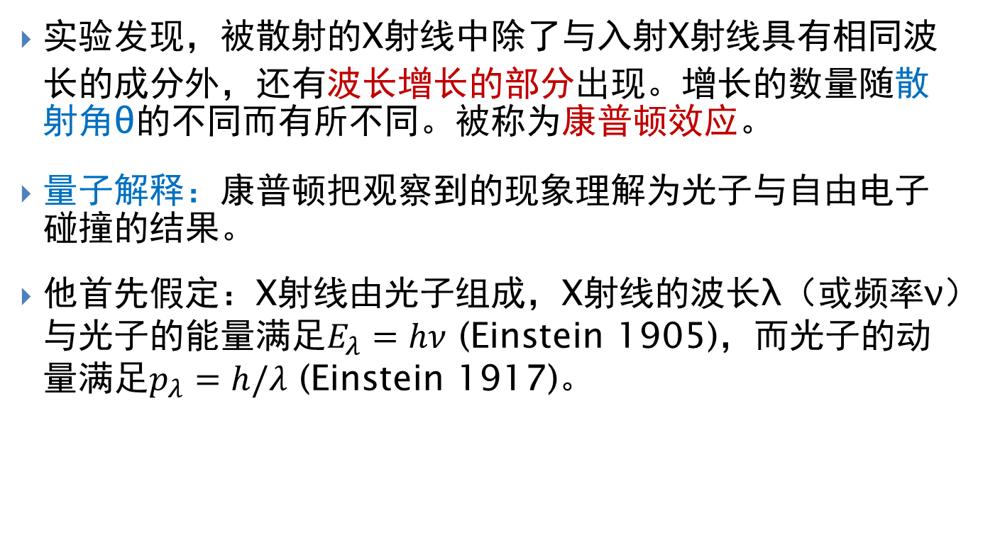 实验发现，被散射的X射线中除了与入射X射线具有相同波
长的成分外，还有波长增长的部分出现。增长的数量随散
射角θ的不同而有所不同。被称为康普顿效应。
量子解释：康普顿把观察到的现象理解为光子与自由电子
碰撞的结果。
他首先假定：X射线由光子组成，X射线的波长λ（或频率ν）
与光子的能量满足E_λ = hν (Einstein 1905)，而光子的动
量满足p_λ = h/λ (Einstein 1917)。